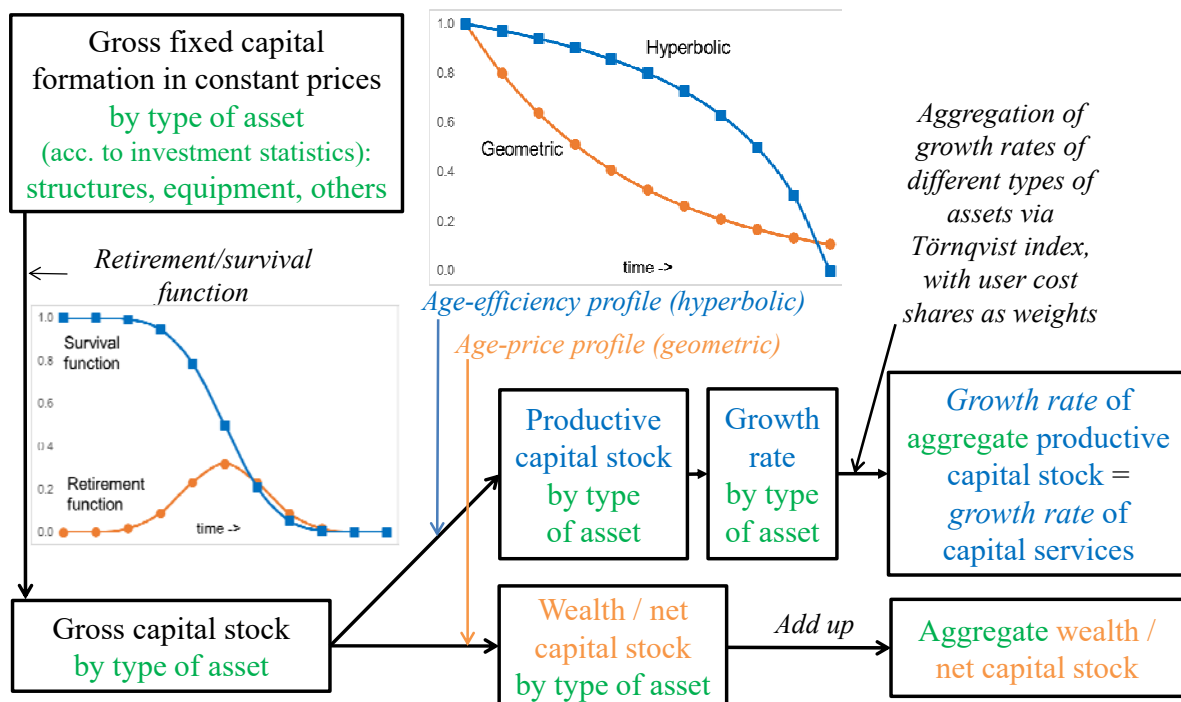 Gross fixed capital
formation in constant prices
by type of asset
(acc. to investment statistics):
structures, equipment, others
1.0
0.8
0.6
0.4
0.2
0.0
Hyperbolic
Geometric
time ->
Aggregation of
growth rates of
different types of
assets via
Törnqvist index,
with user cost
shares as weights
Retirement/survival
function
Age-efficiency profile (hyperbolic)
Age-price profile (geometric)
1.0
0.8
0.6
0.4
0.2
0.0
Survival
function
Retirement
function
time ->
Productive
capital stock
by type
of asset
Growth
rate
by type
of asset
Growth rate of
aggregate productive
capital stock =
growth rate of
capital services
Gross capital stock
by type of asset
Wealth / net
capital stock
by type of asset
Add up
Aggregate wealth /
net capital stock